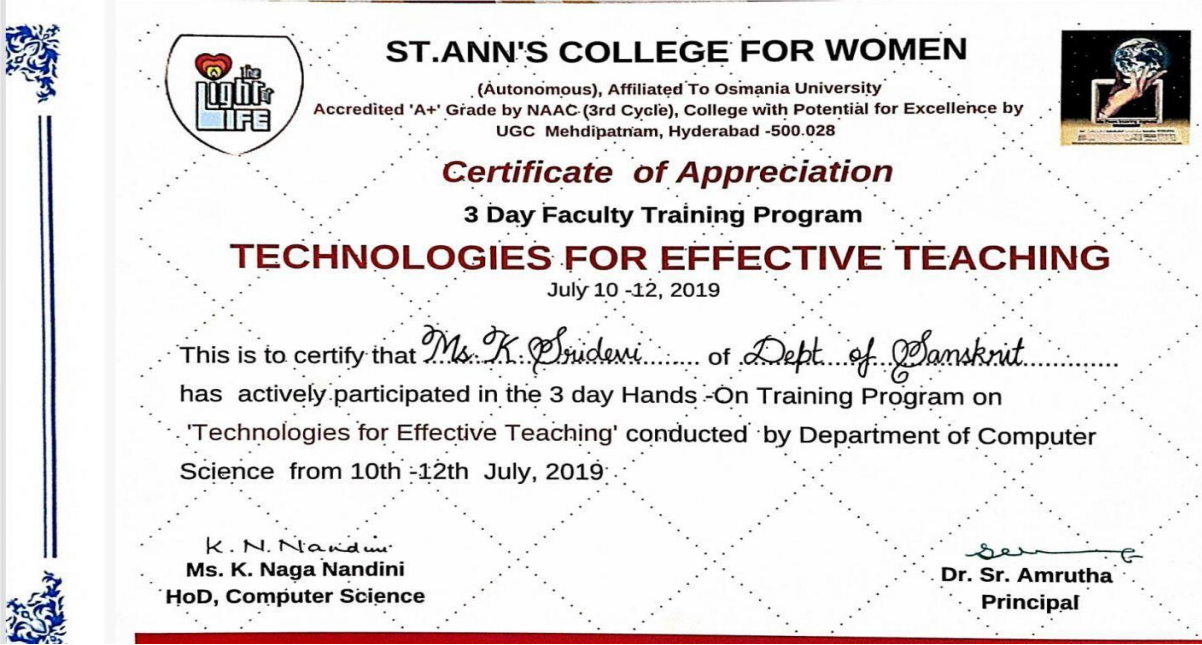 the
Light of
LIFE
ST.ANN'S COLLEGE FOR WOMEN
(Autonomous), Affiliated To Osmania University
Accredited 'A+' Grade by NAAC (3rd Cycle), College with Potential for Excellence by
UGC Mehdipatnam, Hyderabad -500.028
Certificate of Appreciation
3 Day Faculty Training Program
TECHNOLOGIES FOR EFFECTIVE TEACHING
July 10 -12, 2019
This is to certify that Ms. K. Sridevi of Dept. of Sanskrit
has actively participated in the 3 day Hands -On Training Program on
'Technologies for Effective Teaching' conducted by Department of Computer
Science from 10th -12th July, 2019
K. N. Nandini
Ms. K. Naga Nandini
HoD, Computer Science
Dr. Sr. Amrutha
Principal